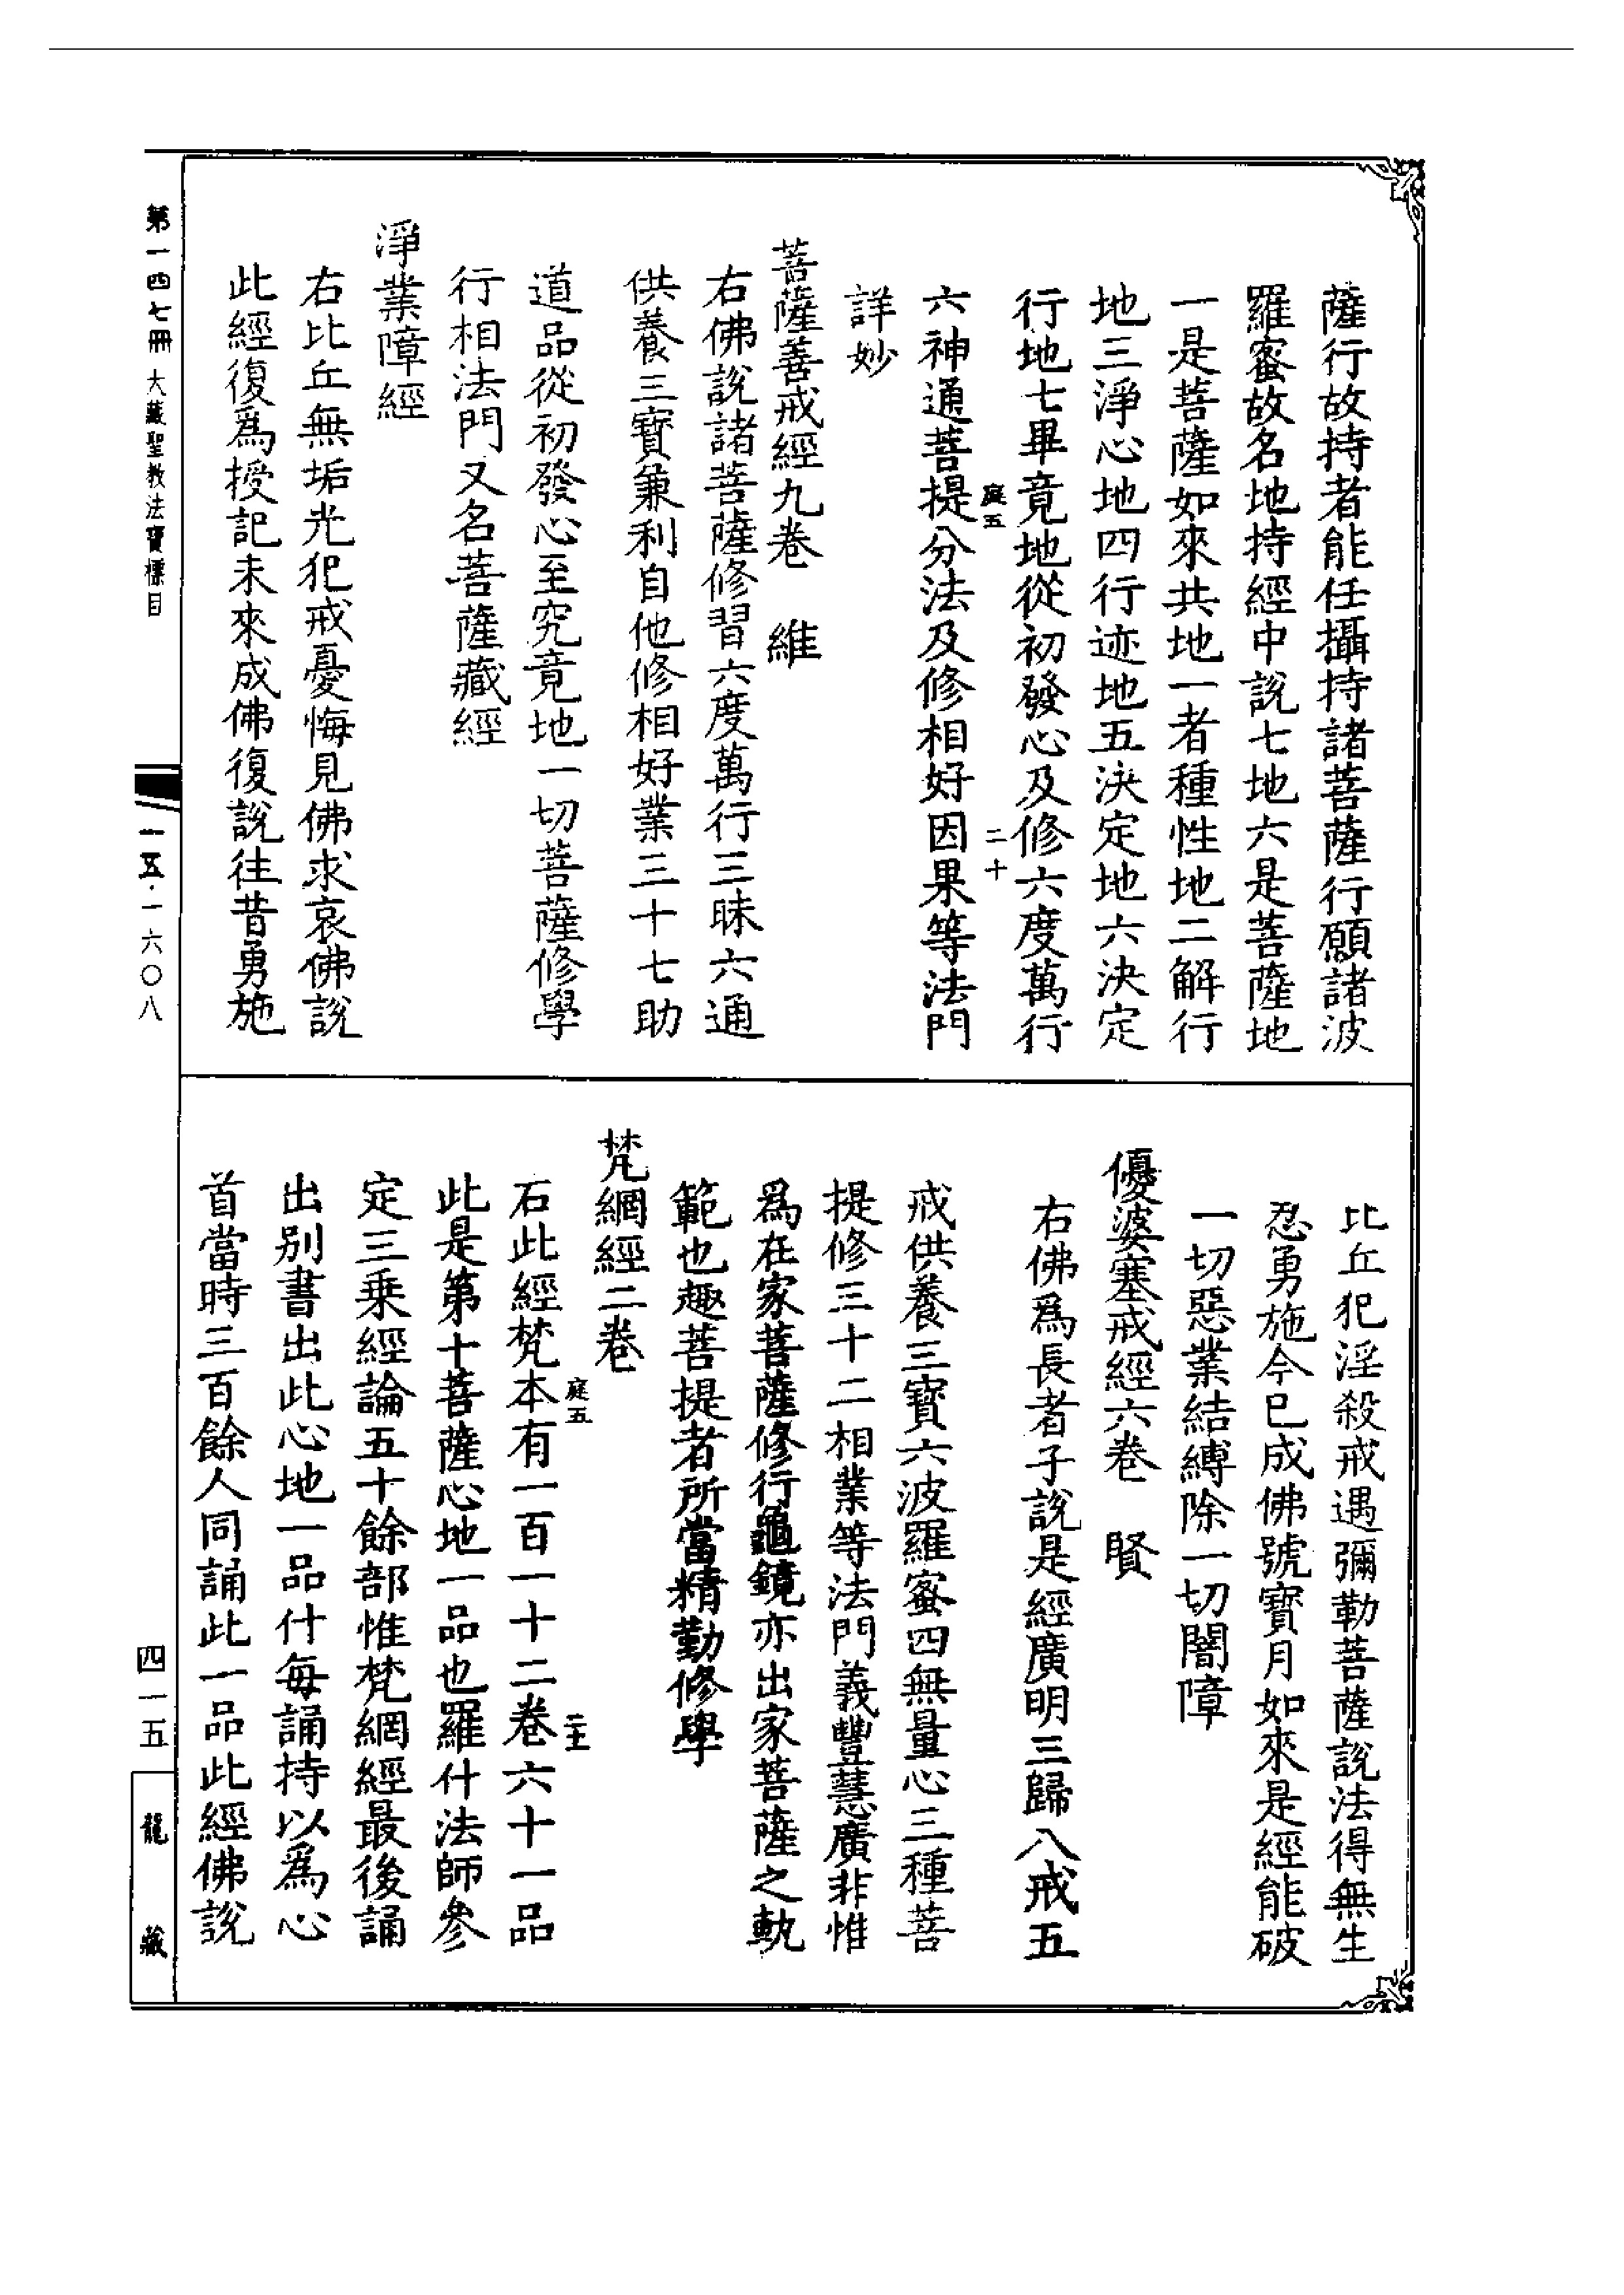 薩行故持者能任攝持諸菩薩行願諸波
羅蜜故名地持經中說七地六是菩薩地
一是菩薩如來共地一者種性地二解行
地三淨心地四行迹地五決定地六決定
行地七畢竟地從初發心及修六度萬行
庭五
二十
六神通菩提分法及修相好因果等法門
詳妙
菩薩善戒經九卷 維
右佛說諸菩薩修習六度萬行三昧六通
供養三寶兼利自他修相好業三十七助
道品從初發心至究竟地一切菩薩修學
行相法門又名菩薩藏經
淨業障經
右比丘無垢光犯戒憂悔見佛求哀佛說
此經復爲授記未來成佛復說往昔勇施
比丘犯淫殺戒遇彌勒菩薩說法得無生
忍勇施今已成佛號寶月如來是經能破
一切惡業結縛除一切闇障
優婆塞戒經六卷 賢
右佛爲長者子說是經廣明三歸八戒五
戒供養三寶六波羅蜜四無量心三種菩
提修三十二相業等法門義豐慧廣非惟
爲在家菩薩修行龜鏡亦出家菩薩之軌
範也趣菩提者所當精勤修學
梵網經二卷
庭五
右此經梵本有一百一十二卷六十一品
此是第十菩薩心地一品也羅什法師參
定三乘經論五十餘部惟梵網經最後誦
出別書出此心地一品什每誦持以爲心
首當時三百餘人同誦此一品此經佛說
第一四七冊 大藏聖教法寶標目
一五·一六〇八
四一五
龍藏